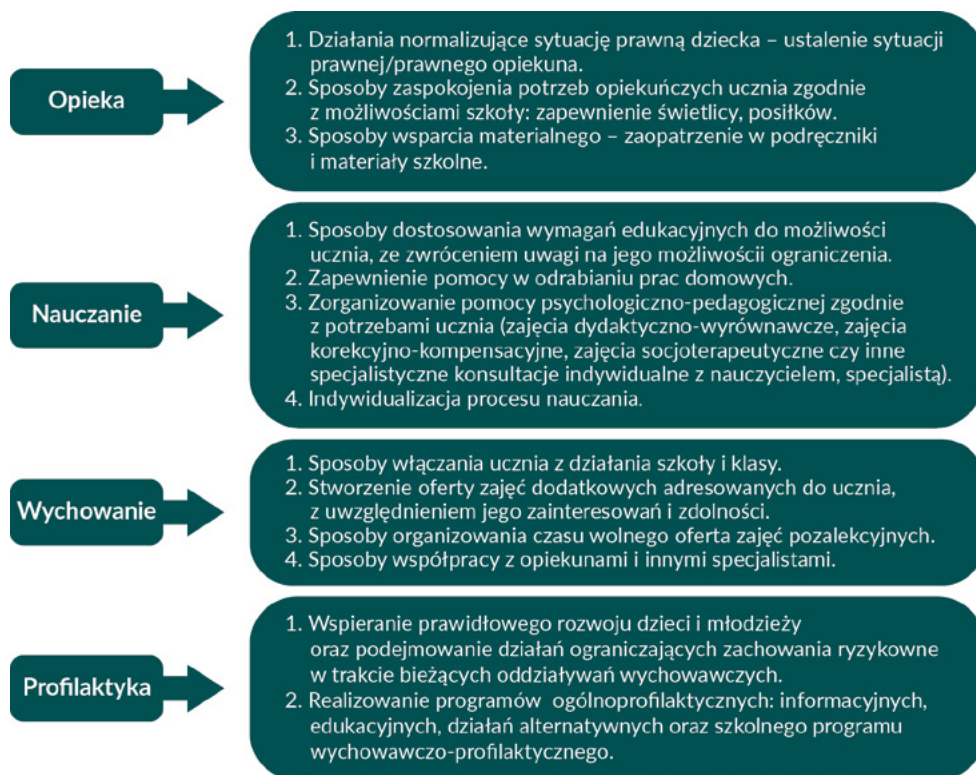 Opieka
1. Działania normalizujące sytuację prawną dziecka – ustalenie sytuacji
prawnej/prawnego opiekuna.
2. Sposoby zaspokojenia potrzeb opiekuńczych ucznia zgodnie
z możliwościami szkoły: zapewnienie świetlicy, posiłków.
3. Sposoby wsparcia materialnego – zaopatrzenie w podręczniki
i materiały szkolne.
Nauczanie
1. Sposoby dostosowania wymagań edukacyjnych do możliwości
ucznia, ze zwróceniem uwagi na jego możliwościi ograniczenia.
2. Zapewnienie pomocy w odrabianiu prac domowych.
3. Zorganizowanie pomocy psychologiczno-pedagogicznej zgodnie
z potrzebami ucznia (zajęcia dydaktyczno-wyrównawcze, zajęcia
korekcyjno-kompensacyjne, zajęcia socjoterapeutyczne czy inne
specjalistyczne konsultacje indywidualne z nauczycielem, specjalistą).
4. Indywidualizacja procesu nauczania.
Wychowanie
1. Sposoby włączania ucznia z działania szkoły i klasy.
2. Stworzenie oferty zajęć dodatkowych adresowanych do ucznia,
z uwzględnieniem jego zainteresowań i zdolności.
3. Sposoby organizowania czasu wolnego oferta zajęć pozalekcyjnych.
4. Sposoby współpracy z opiekunami i innymi specjalistami.
Profilaktyka
1. Wspieranie prawidłowego rozwoju dzieci i młodzieży
oraz podejmowanie działań ograniczających zachowania ryzykowne
w trakcie bieżących oddziaływań wychowawczych.
2. Realizowanie programów ogólnoprofilaktycznych: informacyjnych,
edukacyjnych, działań alternatywnych oraz szkolnego programu
wychowawczo-profilaktycznego.